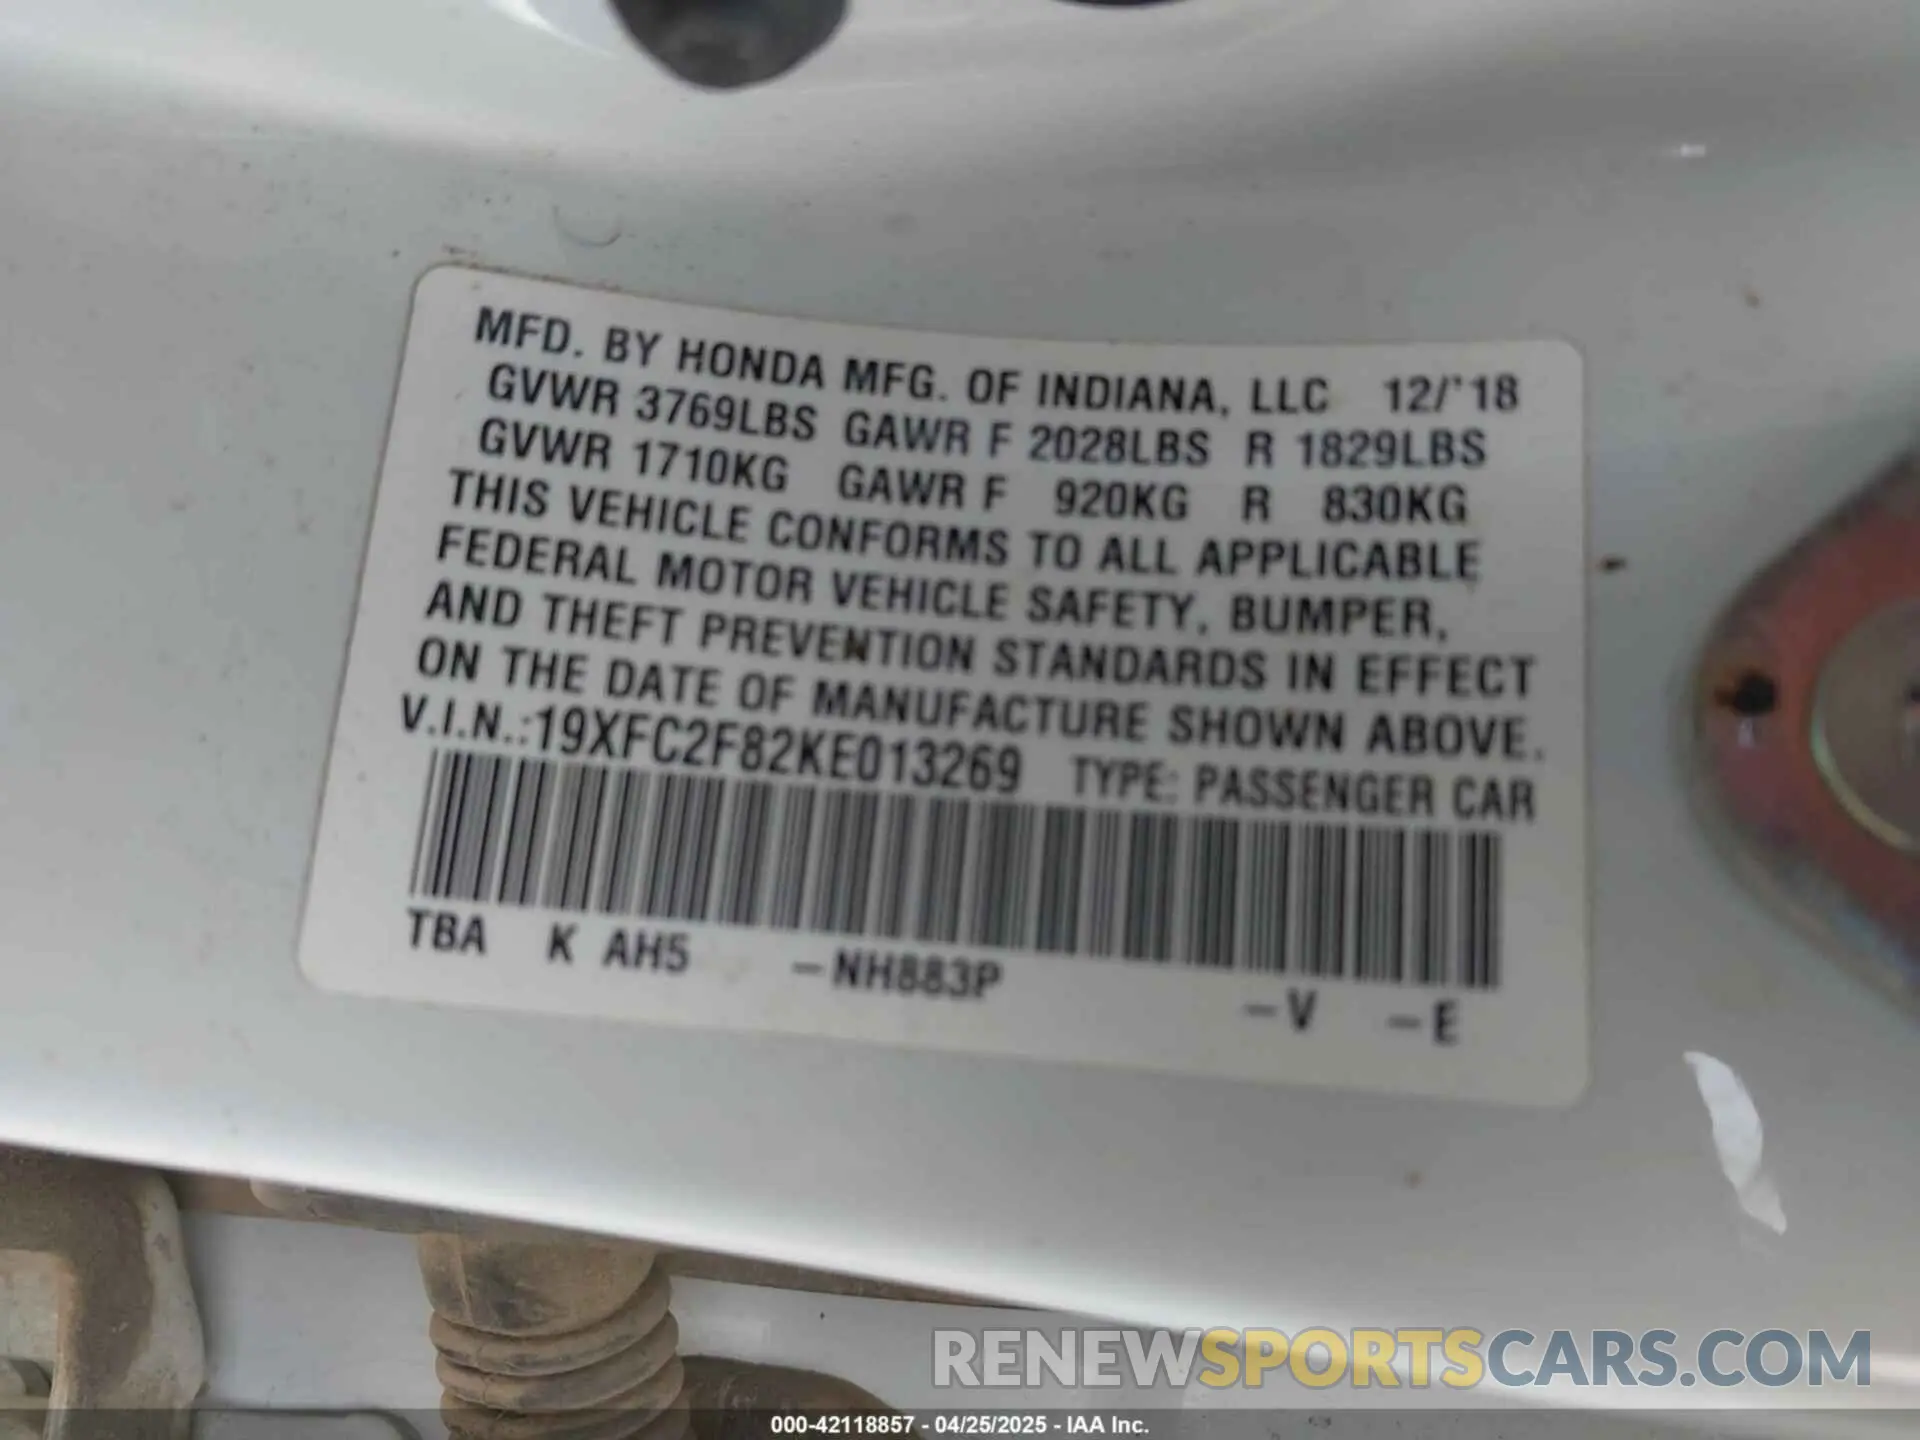 MFD. BY HONDA MFG. OF INDIANA, LLC 12/'18
GVWR 3769LBS GAWR F 2028LBS R 1829LBS
GVWR 1710KG GAWR F 920KG R 830KG
THIS VEHICLE CONFORMS TO ALL APPLICABLE
FEDERAL MOTOR VEHICLE SAFETY, BUMPER,
AND THEFT PREVENTION STANDARDS IN EFFECT
ON THE DATE OF MANUFACTURE SHOWN ABOVE.
V.I.N.:19XFC2F82KE013269 TYPE: PASSENGER CAR
TBA K AH5 –NH883P –V –E
RENEWSPORTSCARS.COM
000-42118857 - 04/25/2025 - IAA Inc.